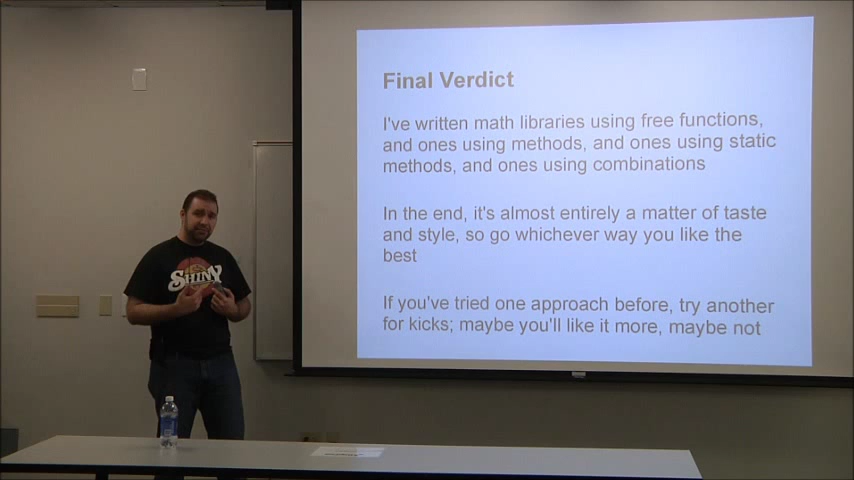 Final Verdict
I've written math libraries using free functions,
and ones using methods, and ones using static
methods, and ones using combinations
In the end, it's almost entirely a matter of taste
and style, so go whichever way you like the
best
If you've tried one approach before, try another
for kicks; maybe you'll like it more, maybe not
SHINY